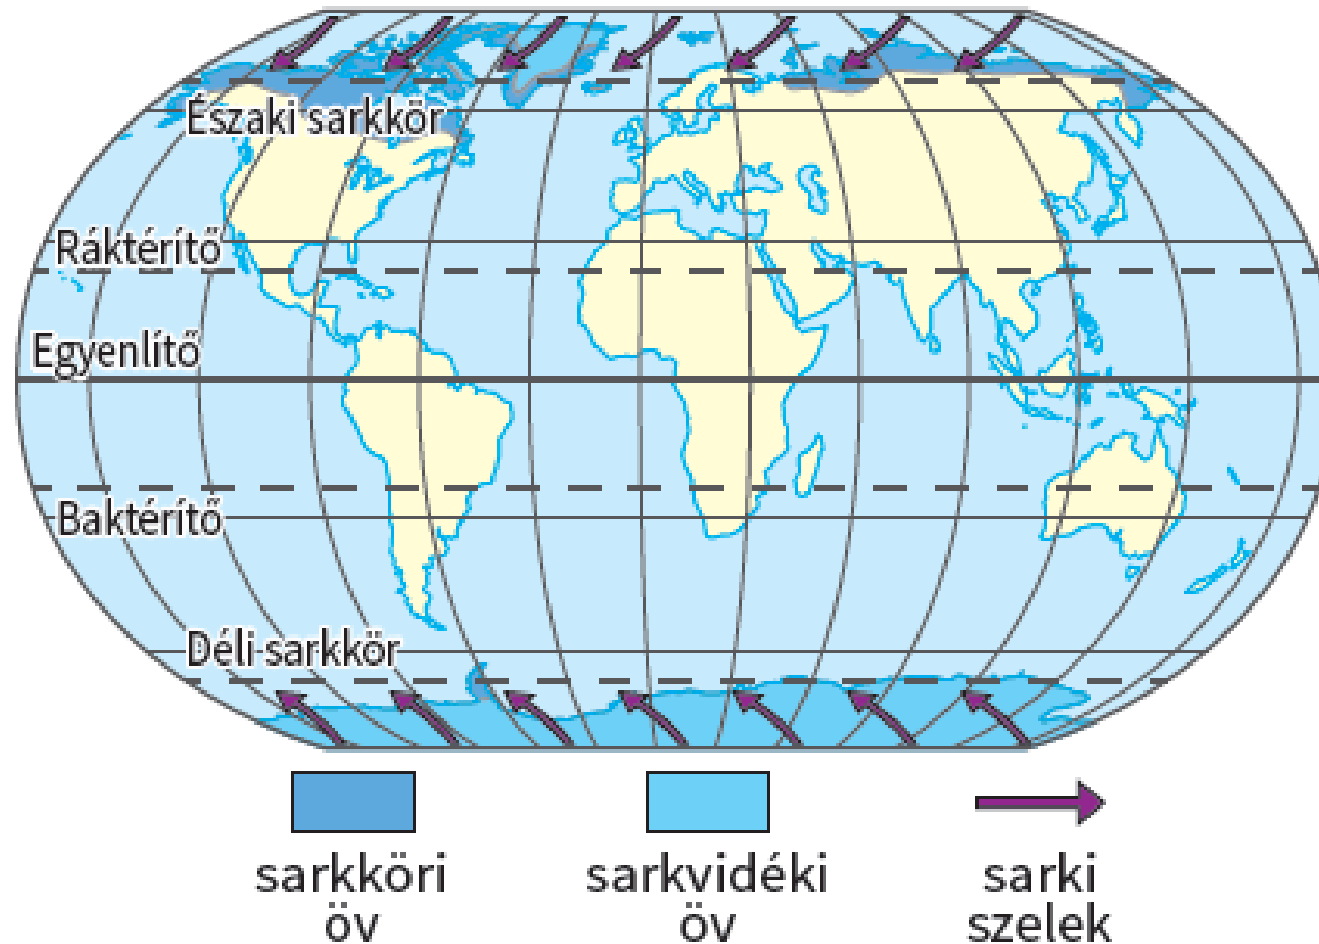 Északi sarkkör
Ráktérítő
Egyenlítő
Baktérítő
Déli sarkkör
sarkköri
öv
sarkvidéki
öv
sarki
szelek